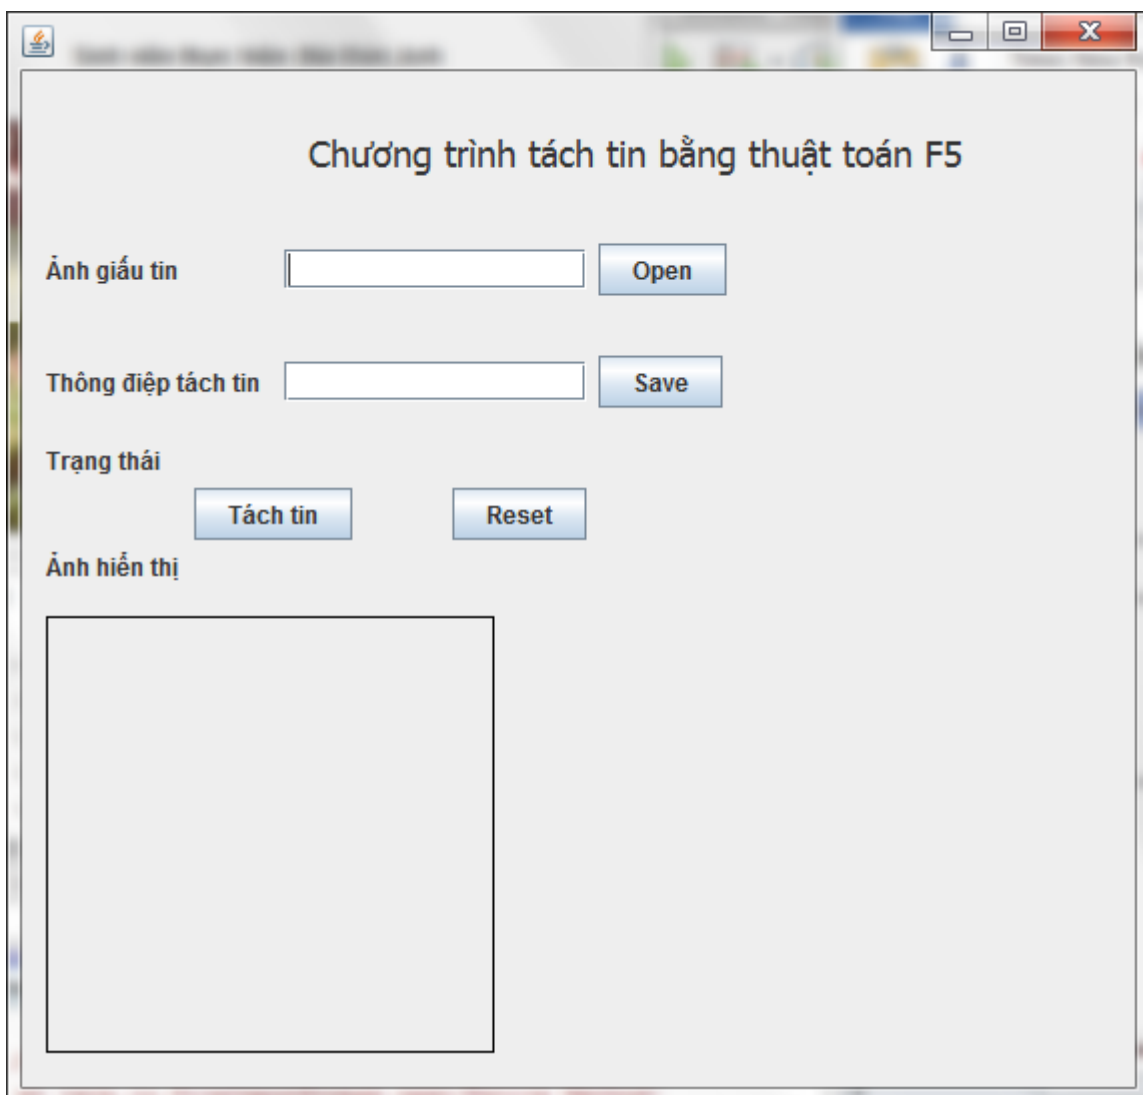 Chương trình tách tin bằng thuật toán F5
Ảnh giấu tin
Open
Thông điệp tách tin
Save
Trạng thái
Tách tin
Reset
Ảnh hiển thị